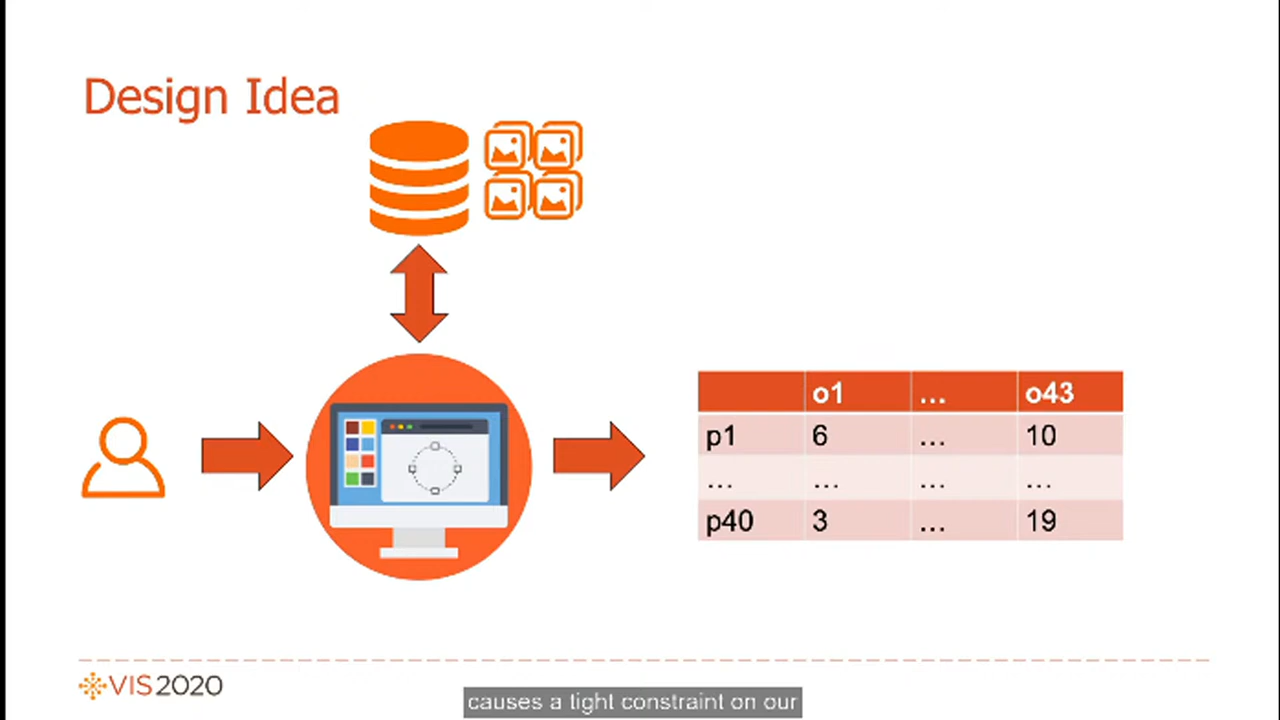 Design Idea
o1 … o43
p1 6 … 10
… … … …
p40 3 … 19
VIS2020
causes a tight constraint on our